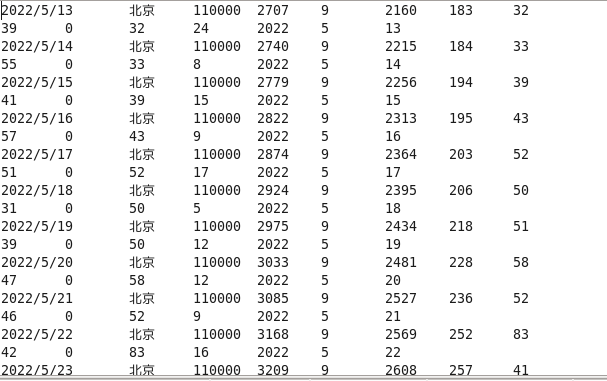 2022/5/13 北京 110000 2707 9 2160 183 32
39 0 32 24 2022 5 13
2022/5/14 北京 110000 2740 9 2215 184 33
55 0 33 8 2022 5 14
2022/5/15 北京 110000 2779 9 2256 194 39
41 0 39 15 2022 5 15
2022/5/16 北京 110000 2822 9 2313 195 43
57 0 43 9 2022 5 16
2022/5/17 北京 110000 2874 9 2364 203 52
51 0 52 17 2022 5 17
2022/5/18 北京 110000 2924 9 2395 206 50
31 0 50 5 2022 5 18
2022/5/19 北京 110000 2975 9 2434 218 51
39 0 50 12 2022 5 19
2022/5/20 北京 110000 3033 9 2481 228 58
47 0 58 12 2022 5 20
2022/5/21 北京 110000 3085 9 2527 236 52
46 0 52 9 2022 5 21
2022/5/22 北京 110000 3168 9 2569 252 83
42 0 83 16 2022 5 22
2022/5/23 北京 110000 3209 9 2608 257 41